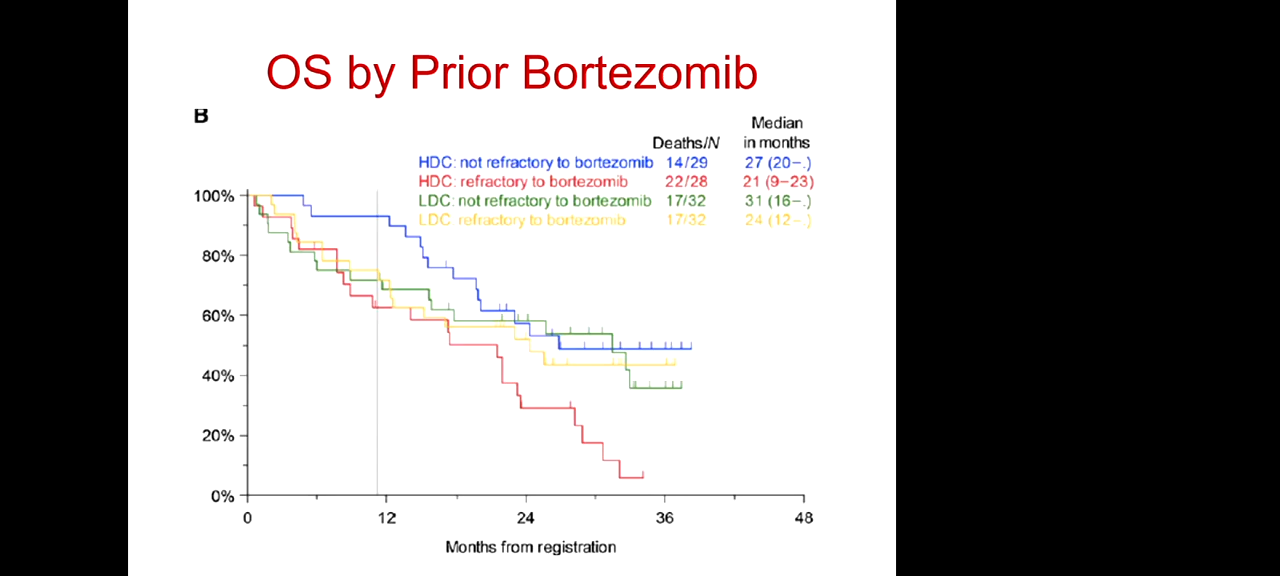 OS by Prior Bortezomib
B
Median
Deaths/N in months
HDC: not refractory to bortezomib 14/29 27 (20−.)
HDC: refractory to bortezomib 22/28 21 (9−23)
LDC: not refractory to bortezomib 17/32 31 (16−.)
LDC: refractory to bortezomib 17/32 24 (12−.)
100%
80%
60%
40%
20%
0%
0 12 24 36 48
Months from registration